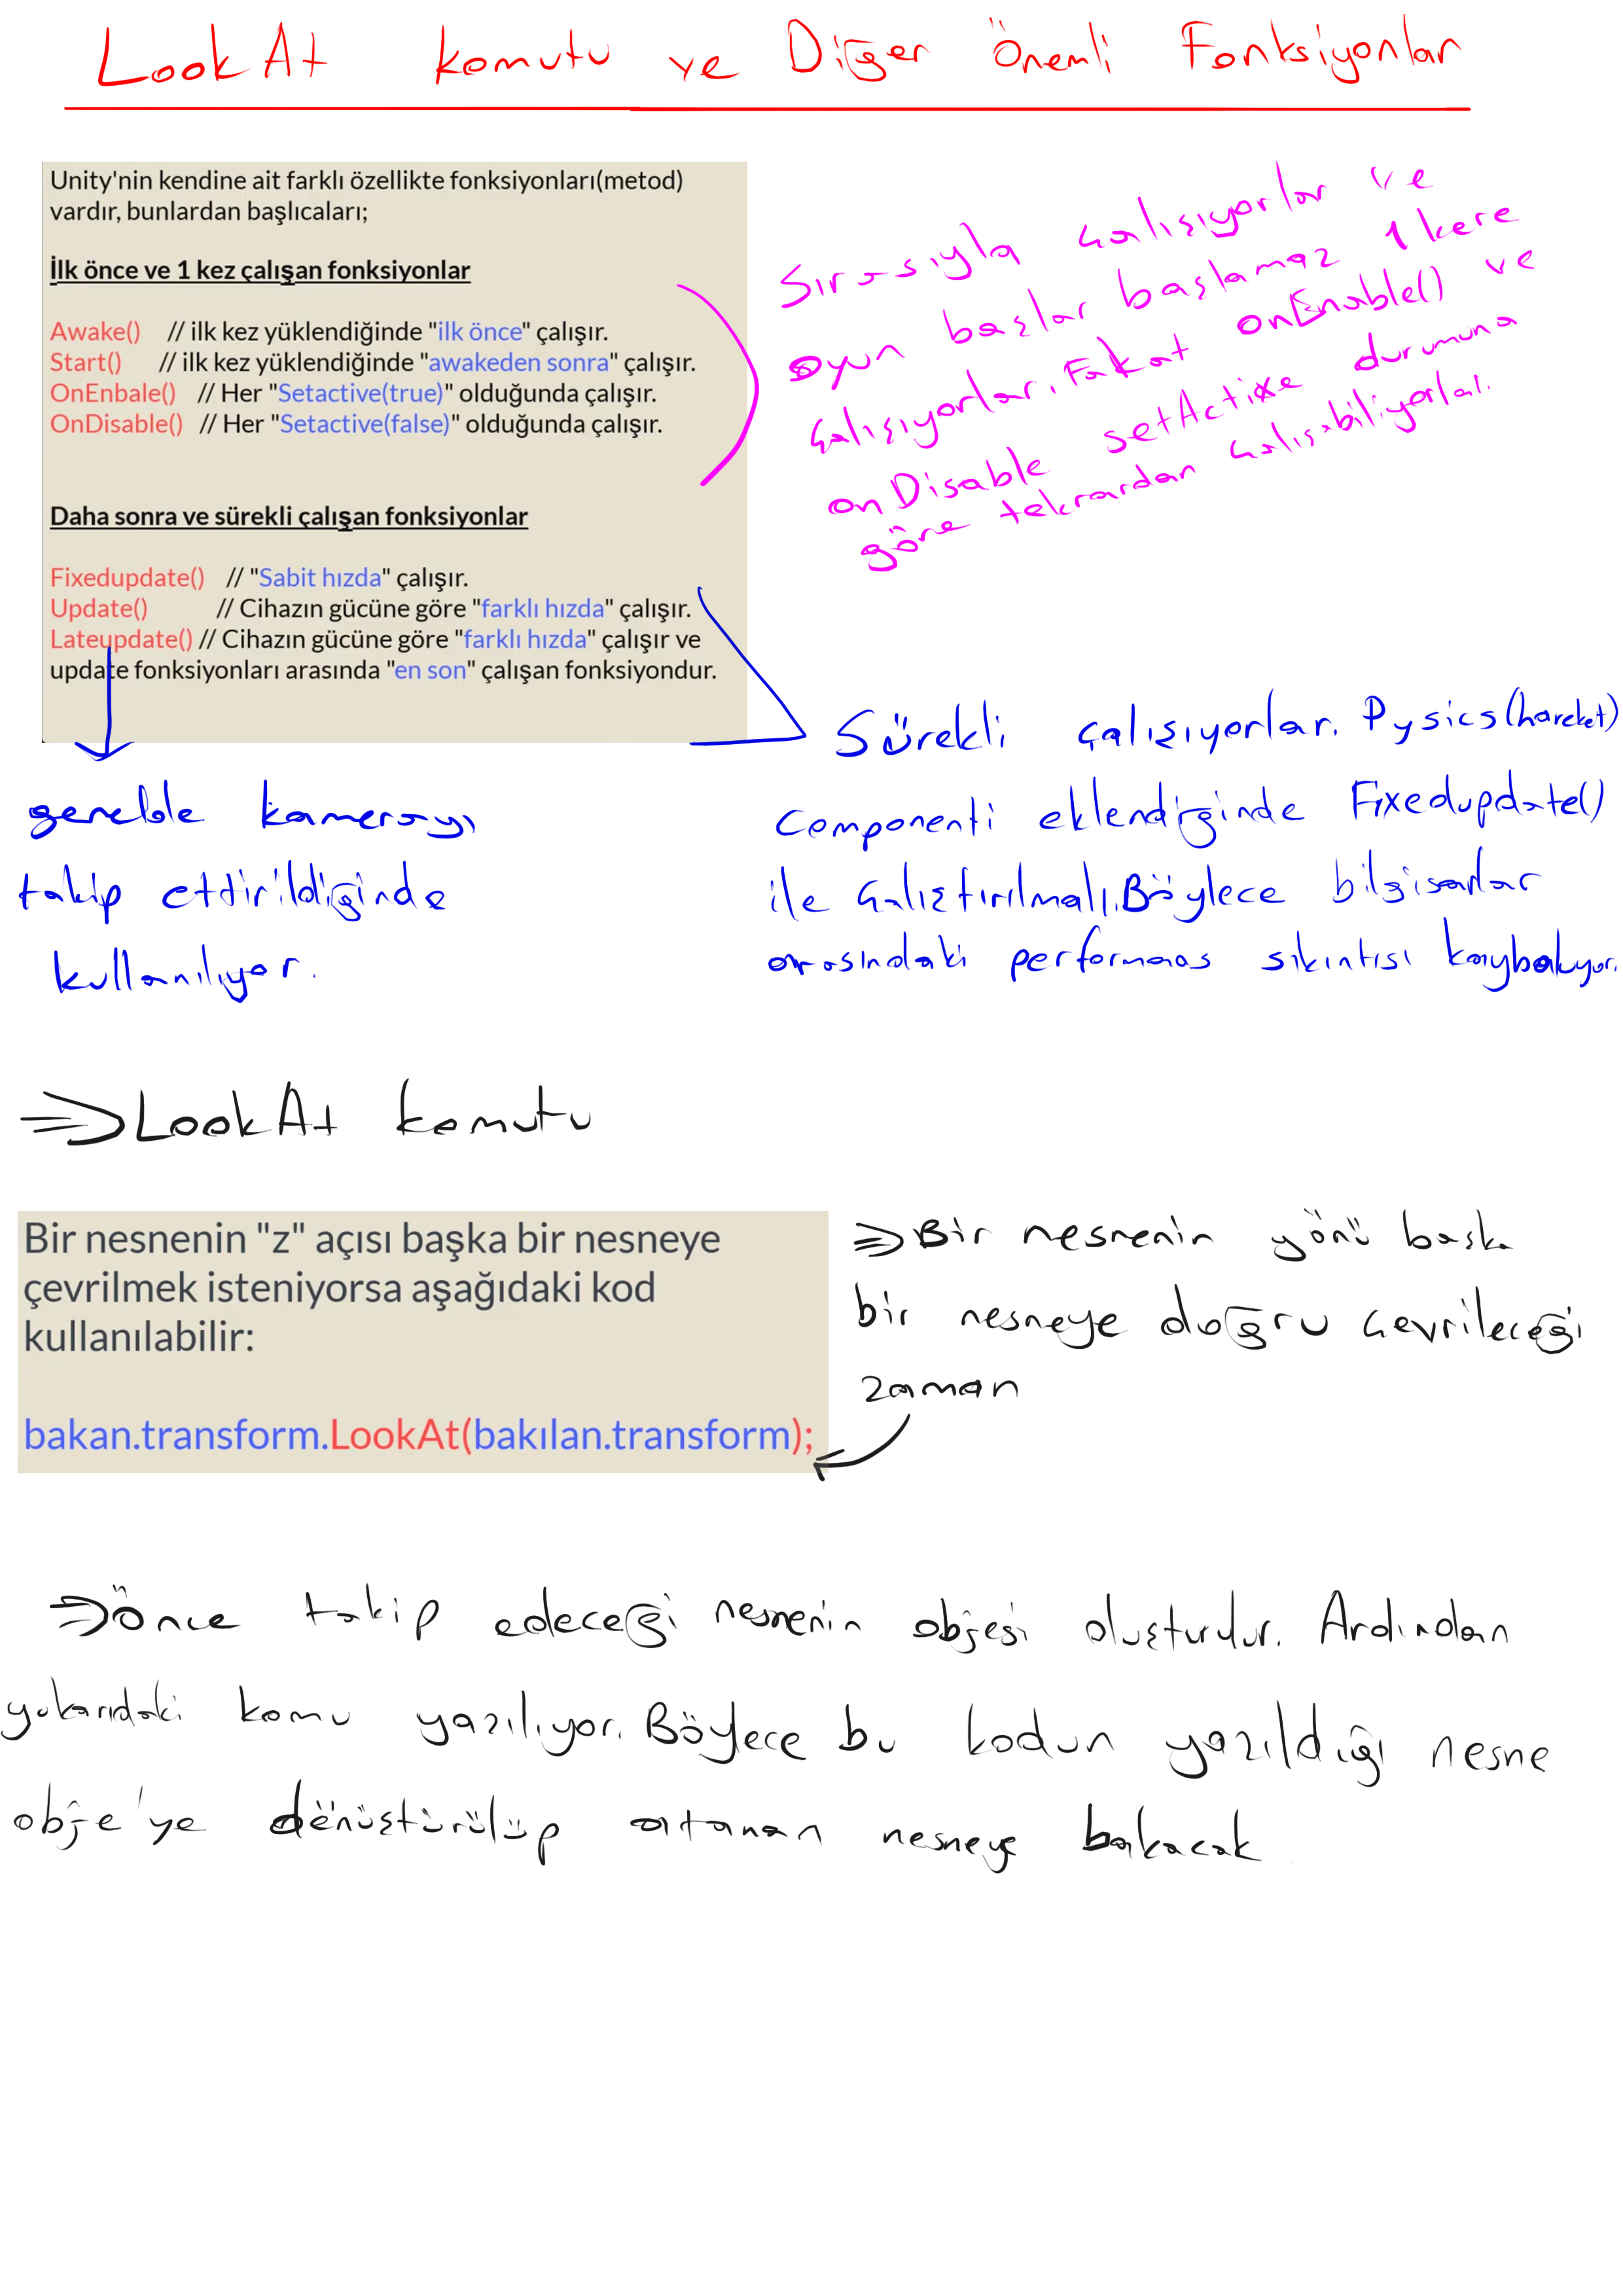 LookAt komutu ve Diğer Önemli Fonksiyonlar
Unity'nin kendine ait farklı özellikte fonksiyonları(metod)
vardır, bunlardan başlıcaları;
İlk önce ve 1 kez çalışan fonksiyonlar
Awake() // ilk kez yüklendiğinde "ilk önce" çalışır.
Start() // ilk kez yüklendiğinde "awakeden sonra" çalışır.
OnEnbale() // Her "Setactive(true)" olduğunda çalışır.
OnDisable() // Her "Setactive(false)" olduğunda çalışır.
Daha sonra ve sürekli çalışan fonksiyonlar
Fixedupdate() // "Sabit hızda" çalışır.
Update() // Cihazın gücüne göre "farklı hızda" çalışır.
Lateupdate() // Cihazın gücüne göre "farklı hızda" çalışır ve
update fonksiyonları arasında "en son" çalışan fonksiyondur.
Sırasıyla çalışıyorlar ve
oyun başlar başlamaz 1 kere
çalışıyorlar. Fakat onEnable() ve
onDisable setActive durumuna
göre tekrardan çalışabiliyorlar.
genelde kamerayı
takip ettirildiğinde
kullanılıyor.
Sürekli çalışıyorlar. Pysics(hareket)
componenti eklendiğinde Fixedupdate()
ile çalıştırılmalı. Böylece bilgisarlar
arasındaki performans sıkıntısı kayboluyor.
⇒ LookAt komutu
Bir nesnenin "z" açısı başka bir nesneye
çevrilmek isteniyorsa aşağıdaki kod
kullanılabilir:
bakan.transform.LookAt(bakılan.transform);
⇒ Bir nesnenin yönü başka
bir nesneye doğru çevrileceği
zaman
⇒ Önce takip edeceği nesnenin objesi oluşturulur. Ardından
yukarıdaki komu yazılıyor. Böylece bu kodun yazıldığı nesne
obje'ye dönüştürülüp atanan nesneye bakacak